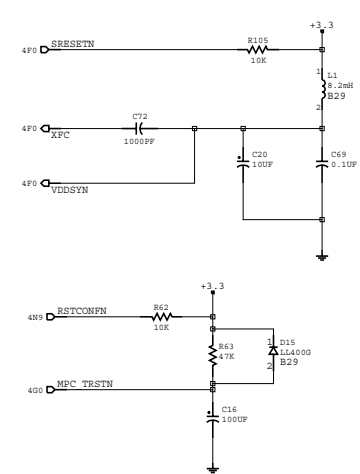 +3.3
4F0 SRESETN
R105
10K
1
L1
8.2mH
B29
2
4F0 XFC
C72
1000PF
C20
10UF
C69
0.1UF
4F0 VDDSYN
+3.3
4N9 RSTCONFN
R62
10K
R63
47K
1
D15
LL400G
2
B29
4G0 MPC TRSTN
C16
100UF